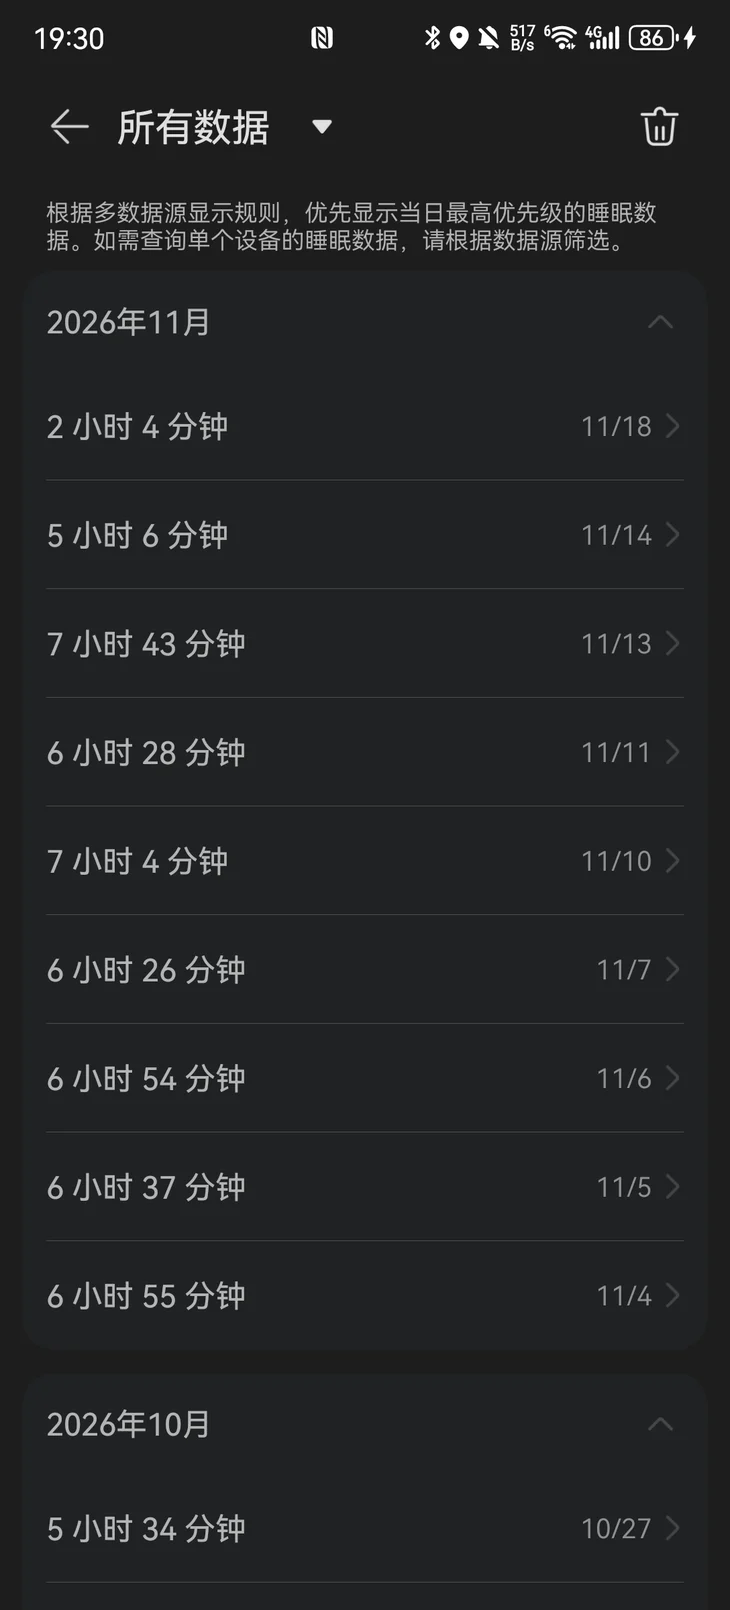 19:30
517 B/s
6
4G
86
所有数据
根据多数据源显示规则，优先显示当日最高优先级的睡眠数
据。如需查询单个设备的睡眠数据，请根据数据源筛选。
2026年11月
2 小时 4 分钟 11/18
5 小时 6 分钟 11/14
7 小时 43 分钟 11/13
6 小时 28 分钟 11/11
7 小时 4 分钟 11/10
6 小时 26 分钟 11/7
6 小时 54 分钟 11/6
6 小时 37 分钟 11/5
6 小时 55 分钟 11/4
2026年10月
5 小时 34 分钟 10/27